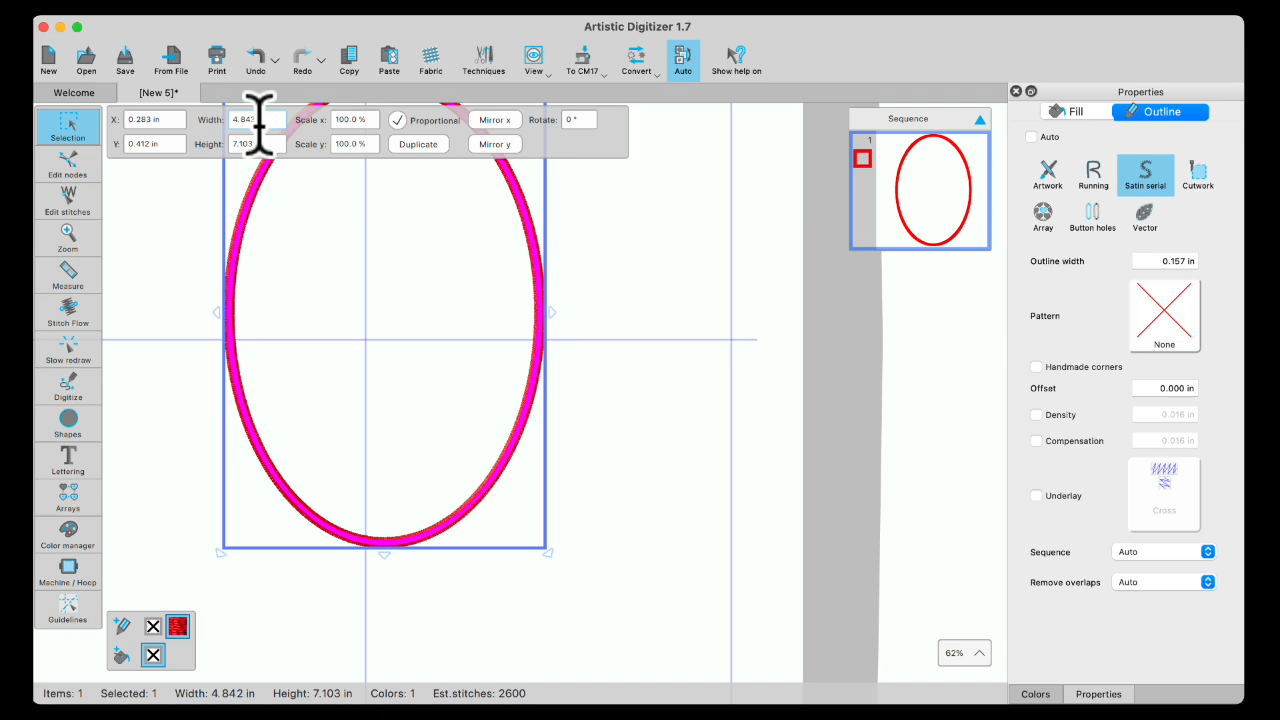 Artistic Digitizer 1.7
New Open Save From File Print Undo Redo Copy Paste Fabric Techniques View To CM17 Convert Auto Show help on
Welcome [New 5]*
Properties
X: 0.283 in Width: Scale x: 100.0 % Proportional Mirror x Rotate: 0 °
Y: 0.412 in Height: 7.103 Scale y: 100.0 % Duplicate Mirror y
Selection
Edit nodes
Edit stitches
Zoom
Measure
Stitch Flow
Slow redraw
Digitize
Shapes
Lettering
Arrays
Color manager
Machine / Hoop
Guidelines
Sequence
1
62%
Fill Outline
Auto
Artwork Running Satin serial Cutwork
Array Button holes Vector
Outline width 0.157 in
Pattern
None
Handmade corners
Offset 0.000 in
Density 0.016 in
Compensation 0.016 in
Underlay
Cross
Sequence Auto
Remove overlaps Auto
Items: 1 Selected: 1 Width: 4.842 in Height: 7.103 in Colors: 1 Est.stitches: 2600
Colors Properties